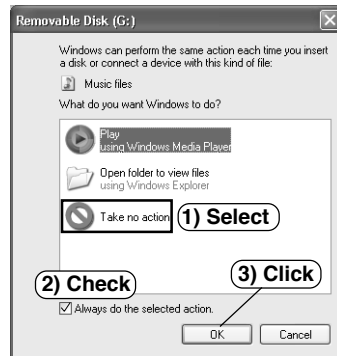 Removable Disk (G:)
Windows can perform the same action each time you insert
a disk or connect a device with this kind of file:
Music files
What do you want Windows to do?
Play
using Windows Media Player
Open folder to view files
using Windows Explorer
Take no action
1) Select
2) Check
3) Click
Always do the selected action.
OK
Cancel